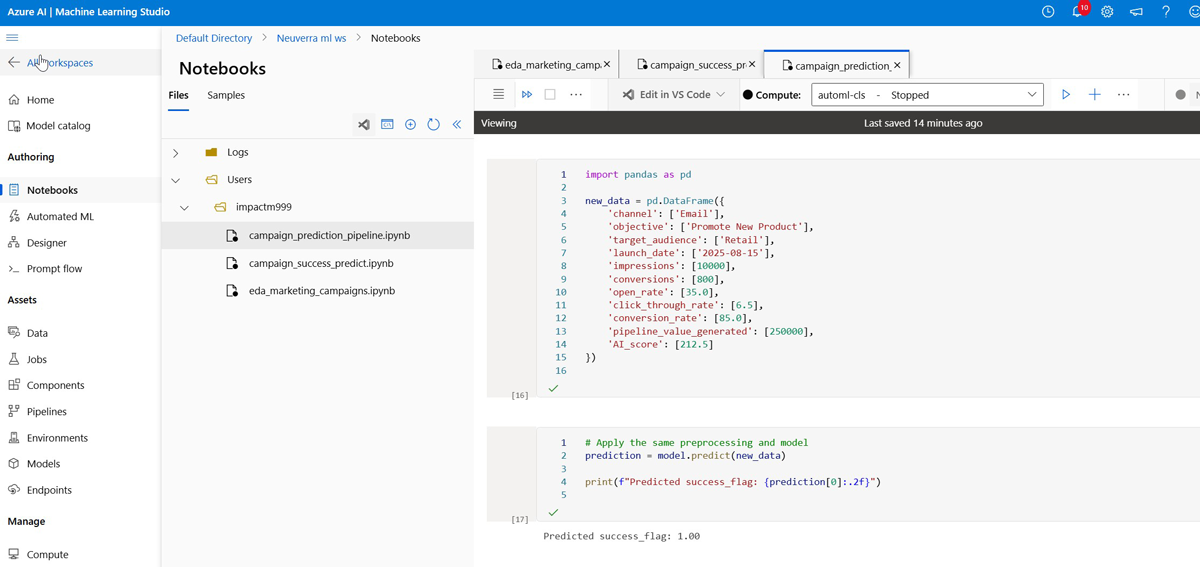 Azure AI | Machine Learning Studio
10
Default Directory > Neuverra ml ws > Notebooks
All workspaces
Home
Model catalog
Authoring
Notebooks
Automated ML
Designer
Prompt flow
Assets
Data
Jobs
Components
Pipelines
Environments
Models
Endpoints
Manage
Compute
Notebooks
Files Samples
Logs
Users
impactm999
campaign_prediction_pipeline.ipynb
campaign_success_predict.ipynb
eda_marketing_campaigns.ipynb
eda_marketing_camp. campaign_success_pr campaign_prediction_
Edit in VS Code Compute: automl-cls - Stopped
Viewing Last saved 14 minutes ago
1 import pandas as pd
2
3 new_data = pd.DataFrame({
4 'channel': ['Email'],
5 'objective': ['Promote New Product'],
6 'target_audience': ['Retail'],
7 'launch_date': ['2025-08-15'],
8 'impressions': [10000],
9 'conversions': [800],
10 'open_rate': [35.0],
11 'click_through_rate': [6.5],
12 'conversion_rate': [85.0],
13 'pipeline_value_generated': [250000],
14 'AI_score': [212.5]
15 })
16
[16]
1 # Apply the same preprocessing and model
2 prediction = model.predict(new_data)
3
4 print(f"Predicted success_flag: {prediction[0]:.2f}")
5
[17]
Predicted success_flag: 1.00